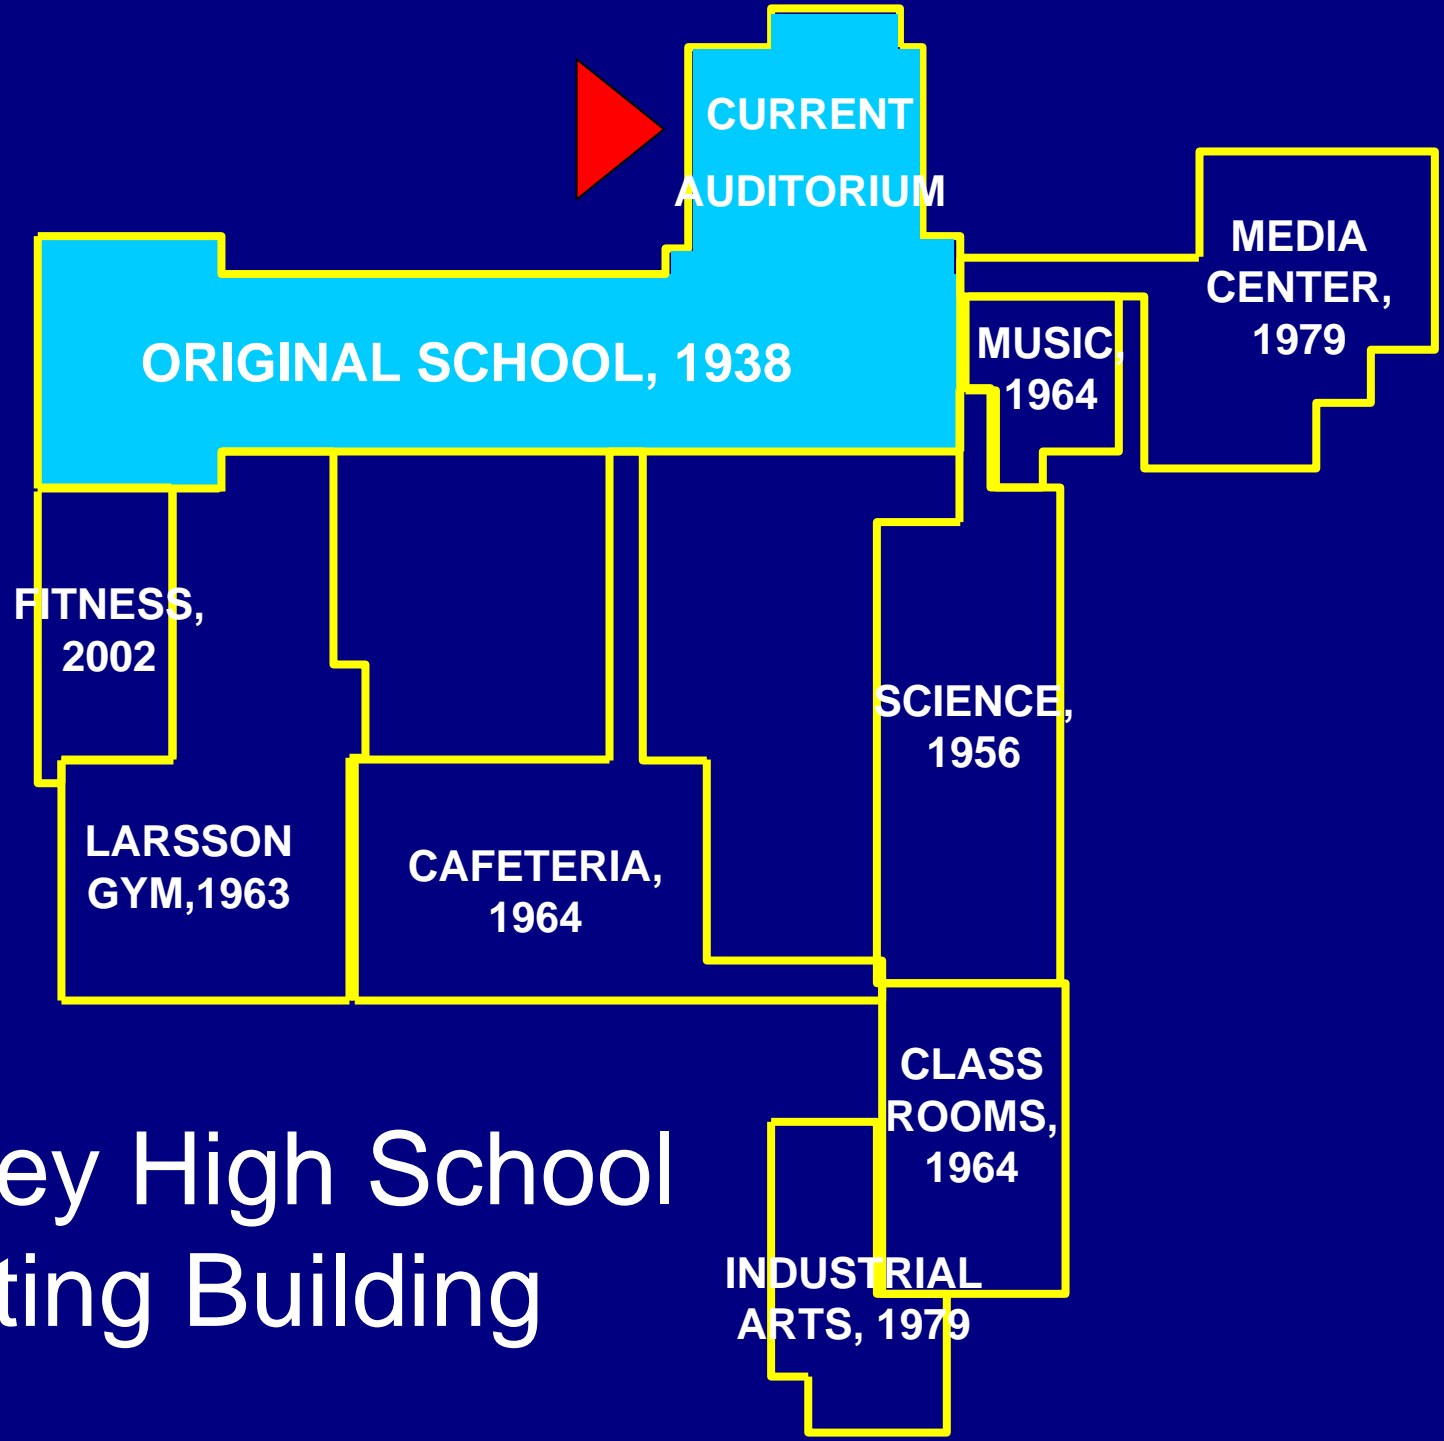 CURRENT
AUDITORIUM
MEDIA
CENTER,
1979
ORIGINAL SCHOOL, 1938
MUSIC,
1964
FITNESS,
2002
SCIENCE,
1956
LARSSON
GYM,1963
CAFETERIA,
1964
CLASS
ROOMS,
1964
ey High School
ting Building
INDUSTRIAL
ARTS, 1979